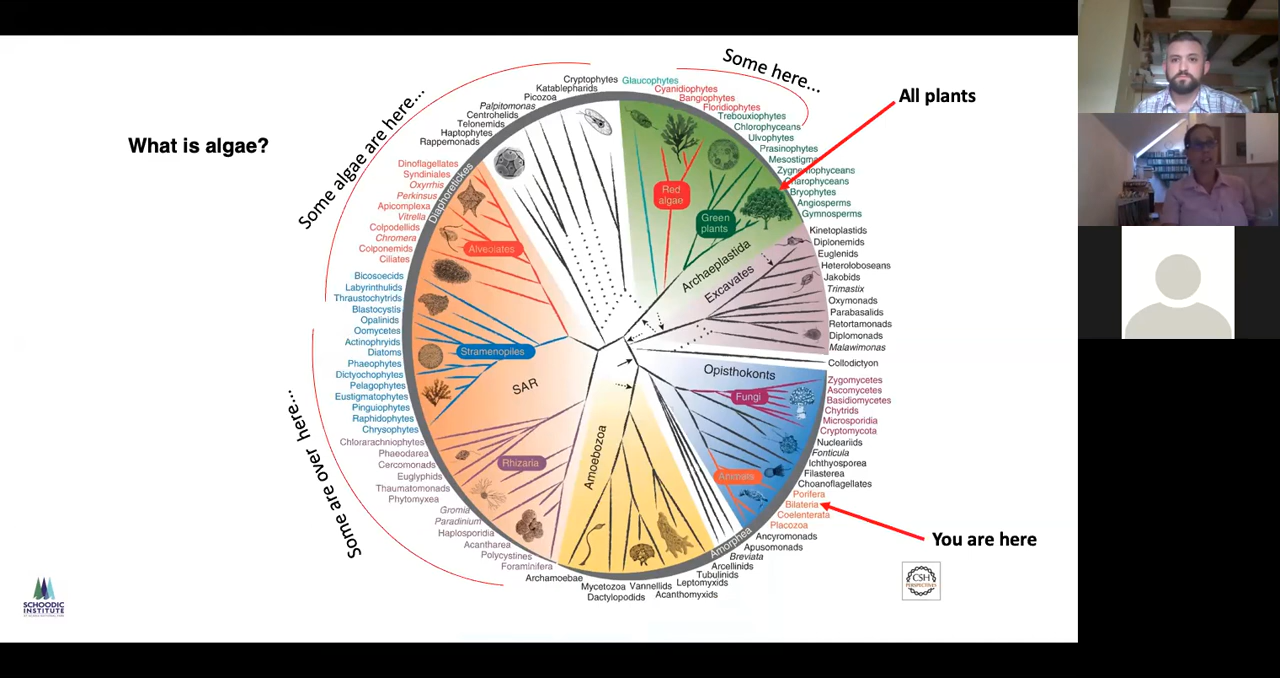 What is algae?
Some algae are here...
Some are over here...
Some here...
All plants
You are here
Cryptophytes
Katablepharids
Picozoa
Palpitomonas
Centrohelids
Telonemids
Haptophytes
Rappemonads
Dinoflagellates
Syndiniales
Oxyrrhis
Perkinsus
Apicomplexa
Vitrella
Colpodellids
Chromera
Colponemids
Ciliates
Bicosoecids
Labyrinthulids
Thraustochytrids
Blastocystis
Opalinids
Oomycetes
Actinophryids
Diatoms
Phaeophytes
Dictyochophytes
Pelagophytes
Eustigmatophytes
Pinguiophytes
Raphidophytes
Chrysophytes
Chlorarachniophytes
Phaeodarea
Cercomonads
Euglyphids
Thaumatomonads
Phytomyxea
Gromia
Paradinium
Haplosporidia
Acantharea
Polycystines
Foraminifera
Archamoebae
Mycetozoa
Dactylopodids
Vannellids
Acanthomyxids
Leptomyxids
Tubulinids
Arcellinids
Breviata
Apusomonads
Ancyromonads
Glaucophytes
Cyanidiophytes
Bangiophytes
Floridiophytes
Trebouxiophytes
Chlorophyceans
Ulvophytes
Prasinophytes
Mesostigma
Zygnemophyceans
Charophyceans
Bryophytes
Angiosperms
Gymnosperms
Kinetoplastids
Diplonemids
Euglenids
Heteroloboseans
Jakobids
Trimastix
Oxymonads
Parabasalids
Retortamonads
Diplomonads
Malawimonas
Collodictyon
Zygomycetes
Ascomycetes
Basidiomycetes
Chytrids
Microsporidia
Cryptomycota
Nucleariids
Fonticula
Ichthyosporea
Filasterea
Choanoflagellates
Porifera
Bilateria
Coelenterata
Placozoa
Diaphoretickes
Amorphea
Alveolates
Stramenopiles
SAR
Rhizaria
Amoebozoa
Red
algae
Green
plants
Archaeplastida
Excavates
Opisthokonts
Fungi
Animals
SCHOODIC
INSTITUTE
CSH
PERSPECTIVES